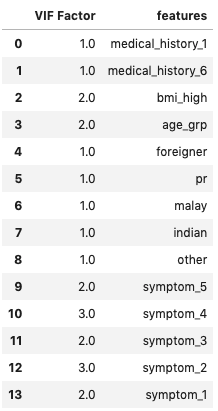 VIF Factor features
0 1.0 medical_history_1
1 1.0 medical_history_6
2 2.0 bmi_high
3 2.0 age_grp
4 1.0 foreigner
5 1.0 pr
6 1.0 malay
7 1.0 indian
8 1.0 other
9 2.0 symptom_5
10 3.0 symptom_4
11 2.0 symptom_3
12 3.0 symptom_2
13 2.0 symptom_1